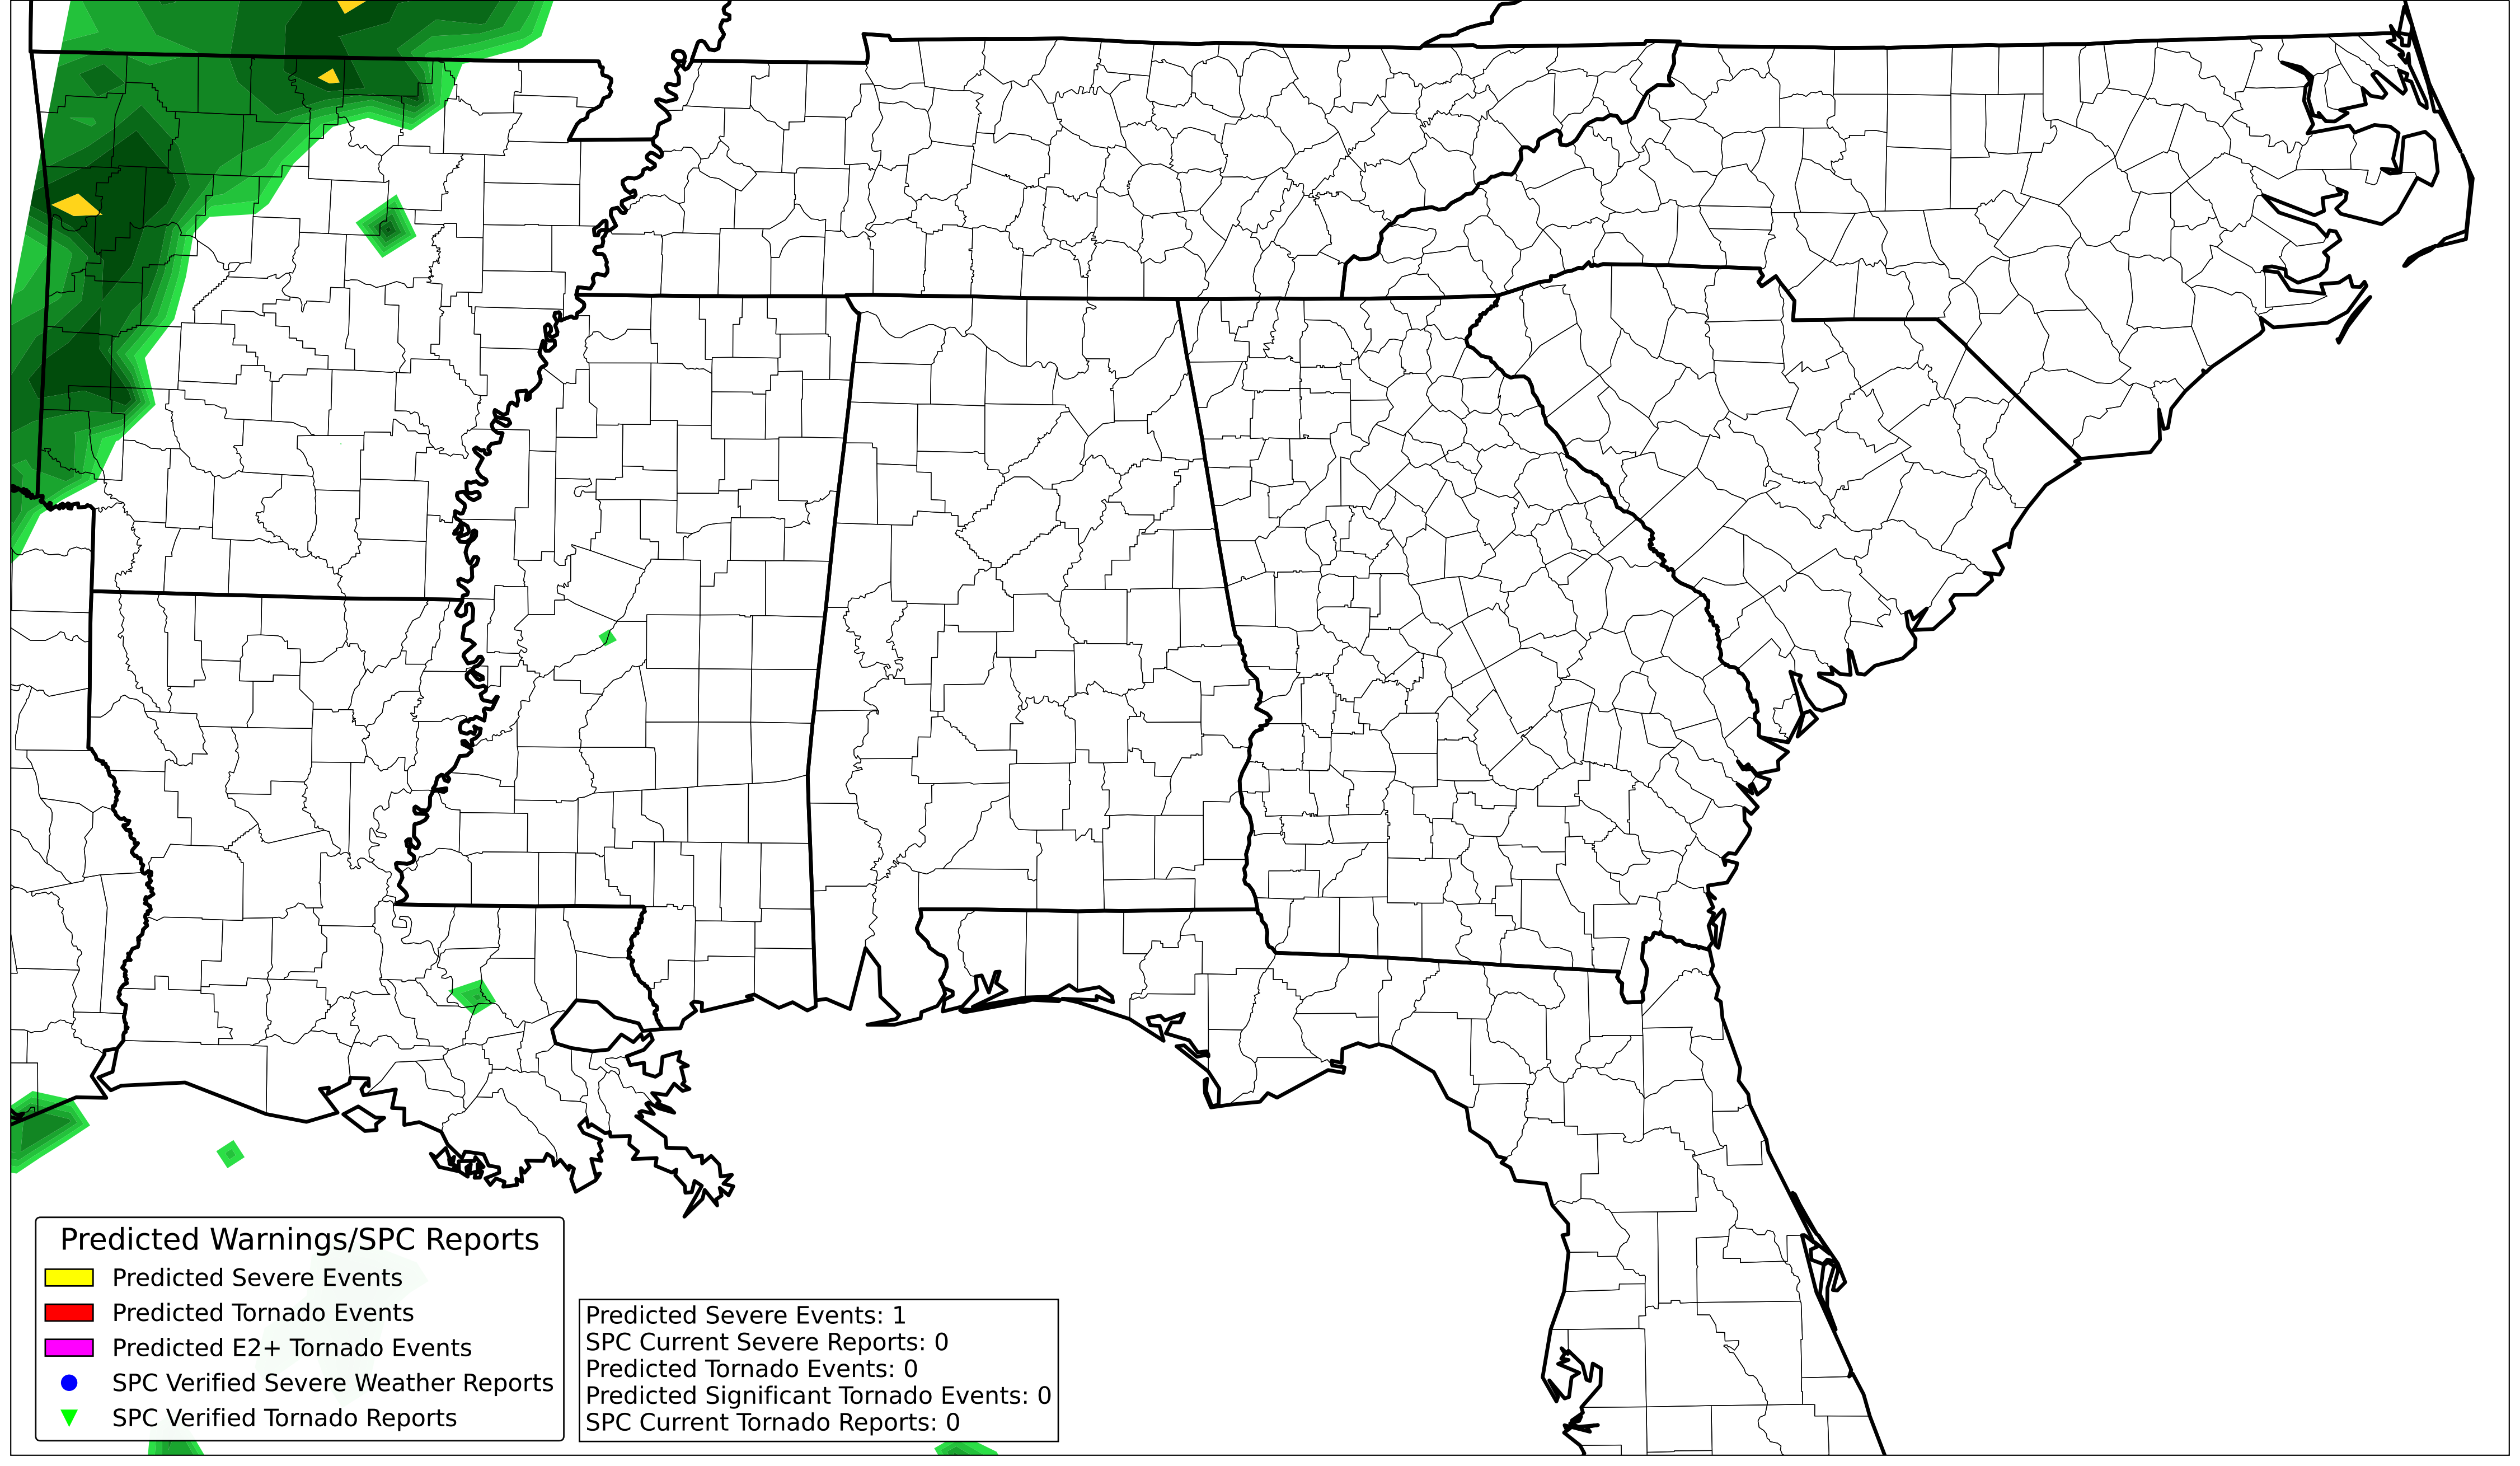 Predicted Warnings/SPC Reports
Predicted Severe Events
Predicted Tornado Events
Predicted E2+ Tornado Events
SPC Verified Severe Weather Reports
SPC Verified Tornado Reports
Predicted Severe Events: 1
SPC Current Severe Reports: 0
Predicted Tornado Events: 0
Predicted Significant Tornado Events: 0
SPC Current Tornado Reports: 0